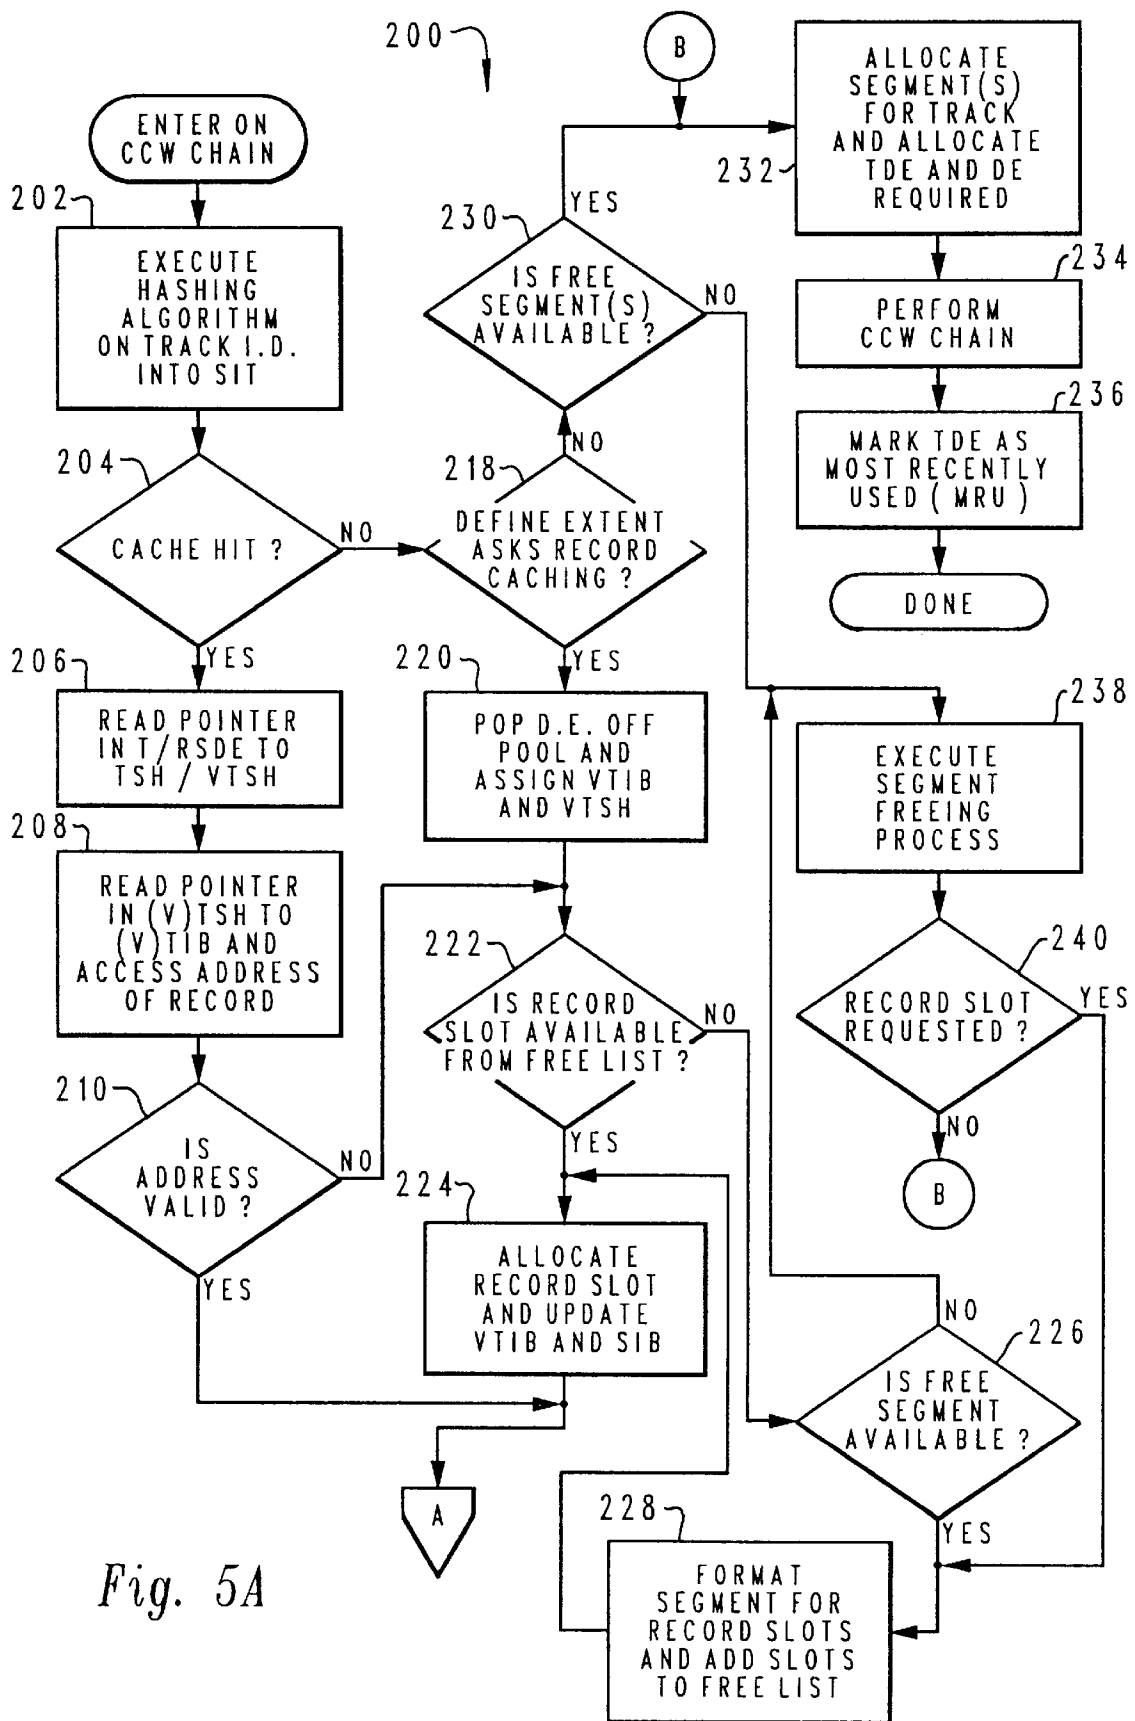 200
B
ENTER ON
CCW CHAIN
202
EXECUTE
HASHING
ALGORITHM
ON TRACK I.D.
INTO SIT
204
CACHE HIT ?
NO
YES
206
READ POINTER
IN T/RSDE TO
TSH / VTSH
208
READ POINTER
IN (V)TSH TO
(V)TIB AND
ACCESS ADDRESS
OF RECORD
210
IS
ADDRESS
VALID ?
NO
YES
230
IS FREE
SEGMENT(S)
AVAILABLE ?
YES
NO
218
NO
DEFINE EXTENT
ASKS RECORD
CACHING ?
YES
220
POP D.E. OFF
POOL AND
ASSIGN VTIB
AND VTSH
222
IS RECORD
SLOT AVAILABLE
FROM FREE LIST ?
NO
YES
224
ALLOCATE
RECORD SLOT
AND UPDATE
VTIB AND SIB
A
232
ALLOCATE
SEGMENT(S)
FOR TRACK
AND ALLOCATE
TDE AND DE
REQUIRED
234
PERFORM
CCW CHAIN
236
MARK TDE AS
MOST RECENTLY
USED ( MRU )
DONE
238
EXECUTE
SEGMENT
FREEING
PROCESS
240
RECORD SLOT
REQUESTED ?
YES
NO
B
NO
226
IS FREE
SEGMENT
AVAILABLE ?
YES
228
FORMAT
SEGMENT FOR
RECORD SLOTS
AND ADD SLOTS
TO FREE LIST
Fig. 5A